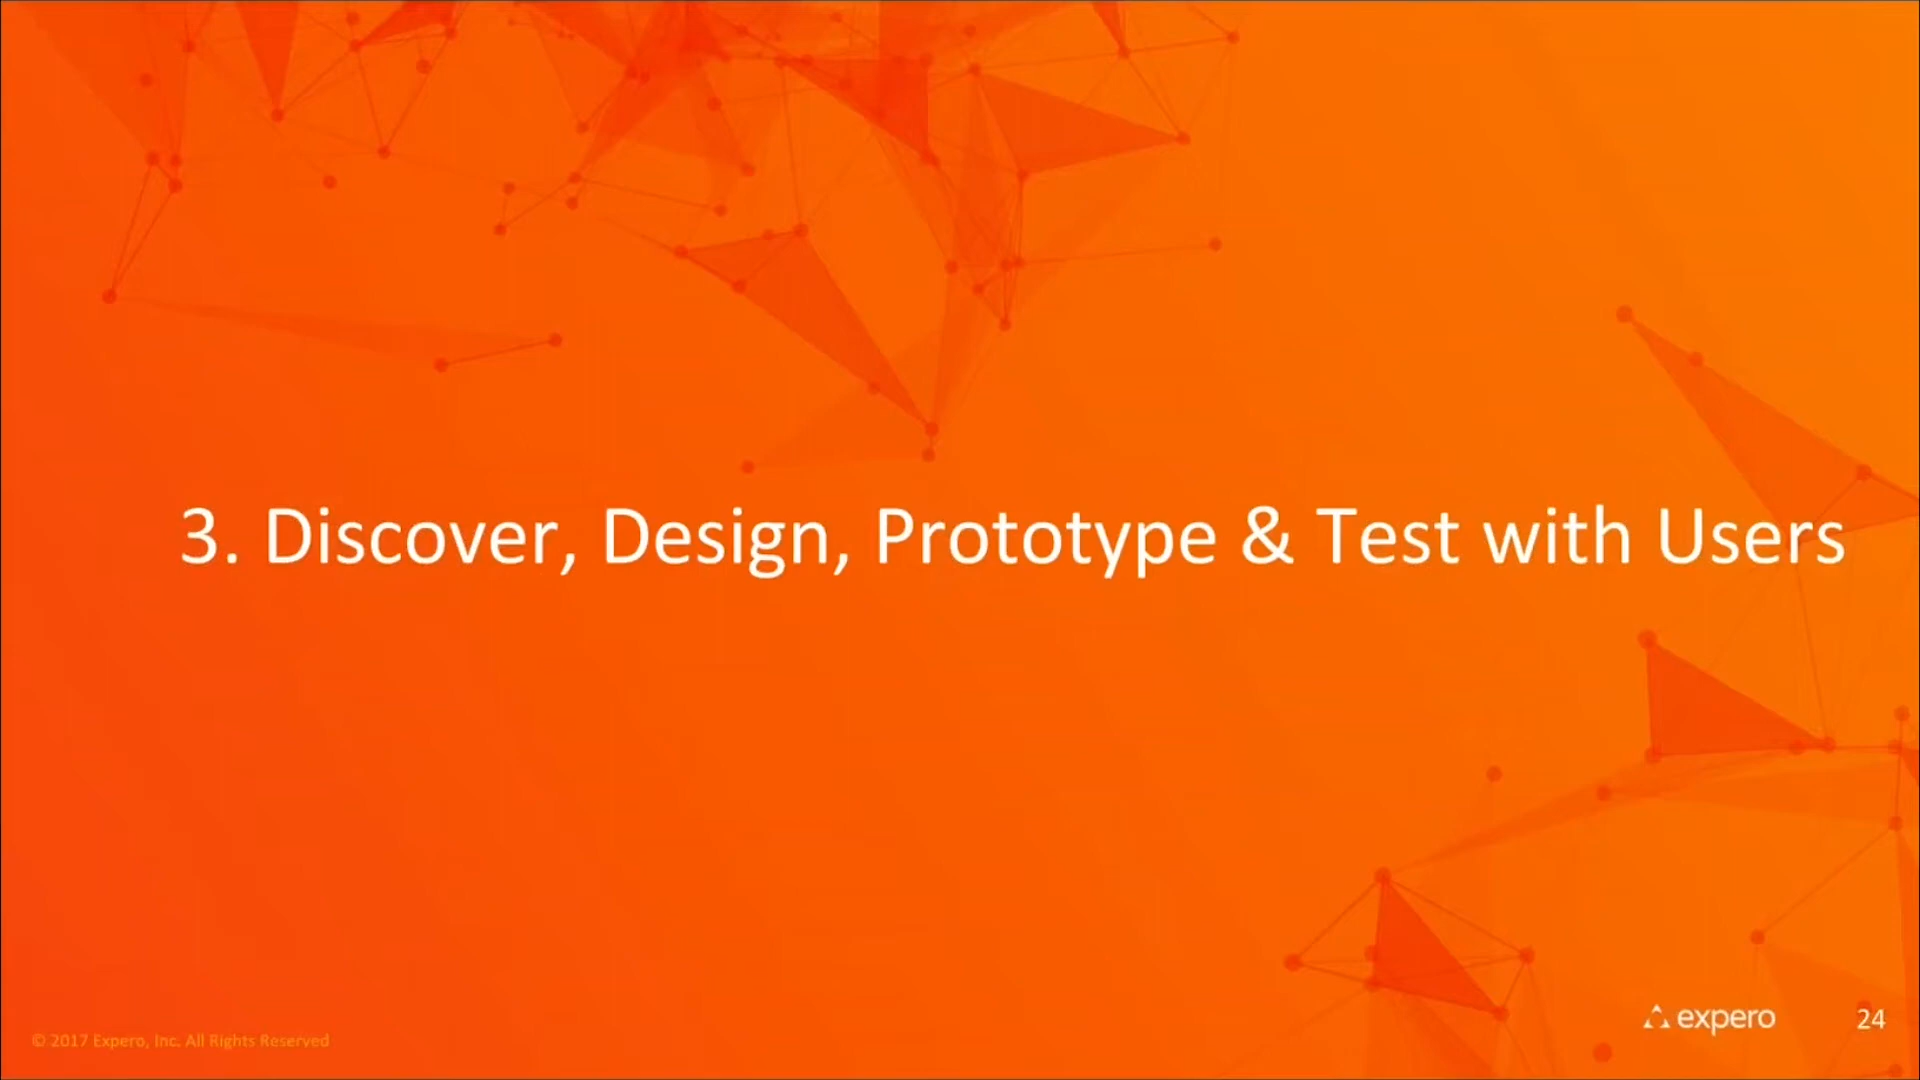 3. Discover, Design, Prototype & Test with Users
© 2017 Expero, Inc. All Rights Reserved
expero
24